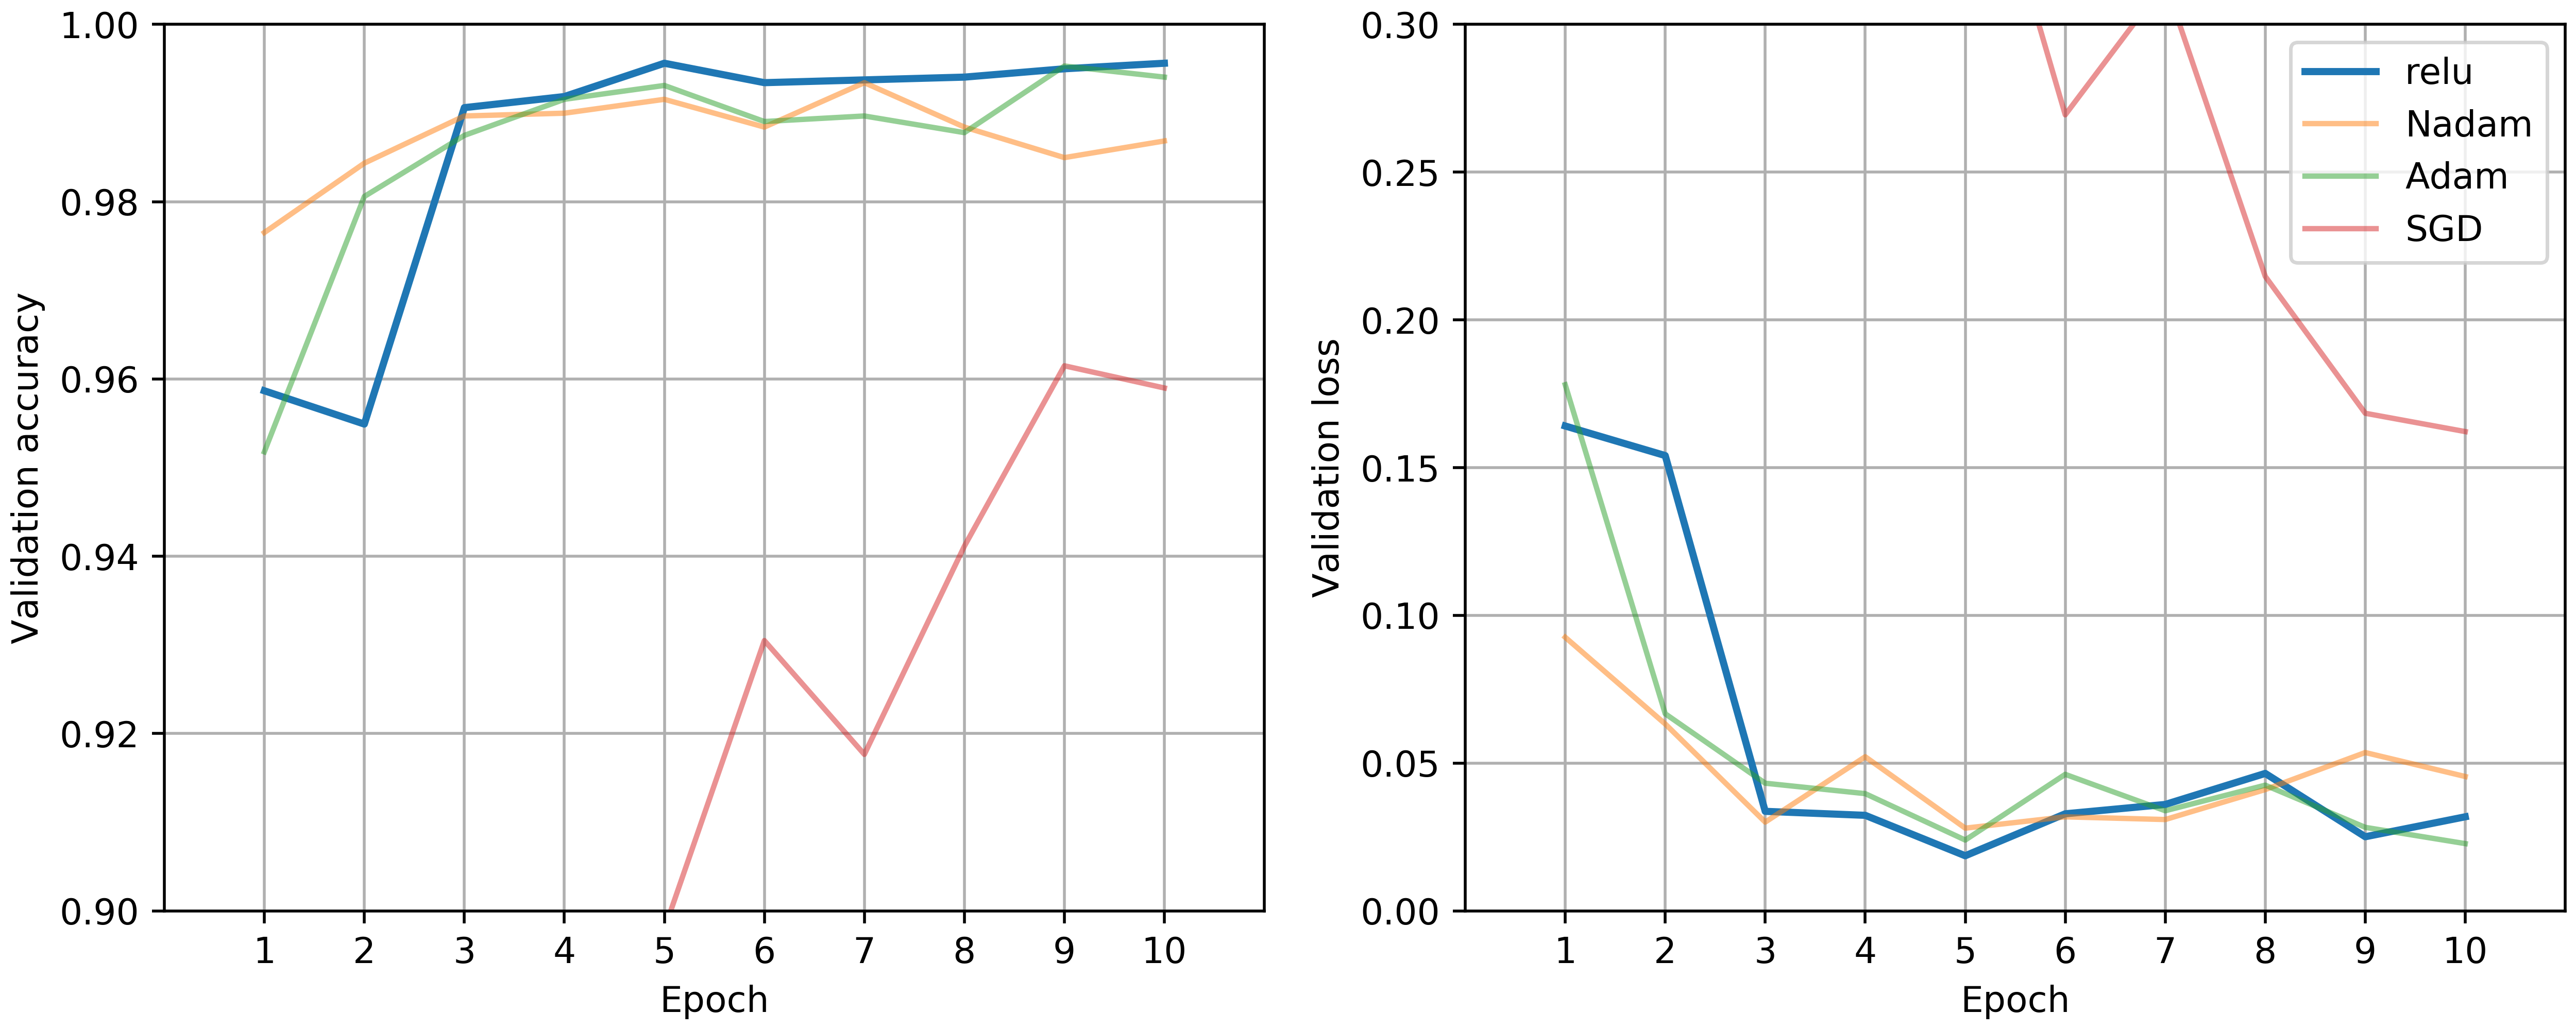 Validation accuracy
1.00
0.98
0.96
0.94
0.92
0.90
1 2 3 4 5 6 7 8 9 10
Epoch
Validation loss
0.30
0.25
0.20
0.15
0.10
0.05
0.00
1 2 3 4 5 6 7 8 9 10
Epoch
relu
Nadam
Adam
SGD